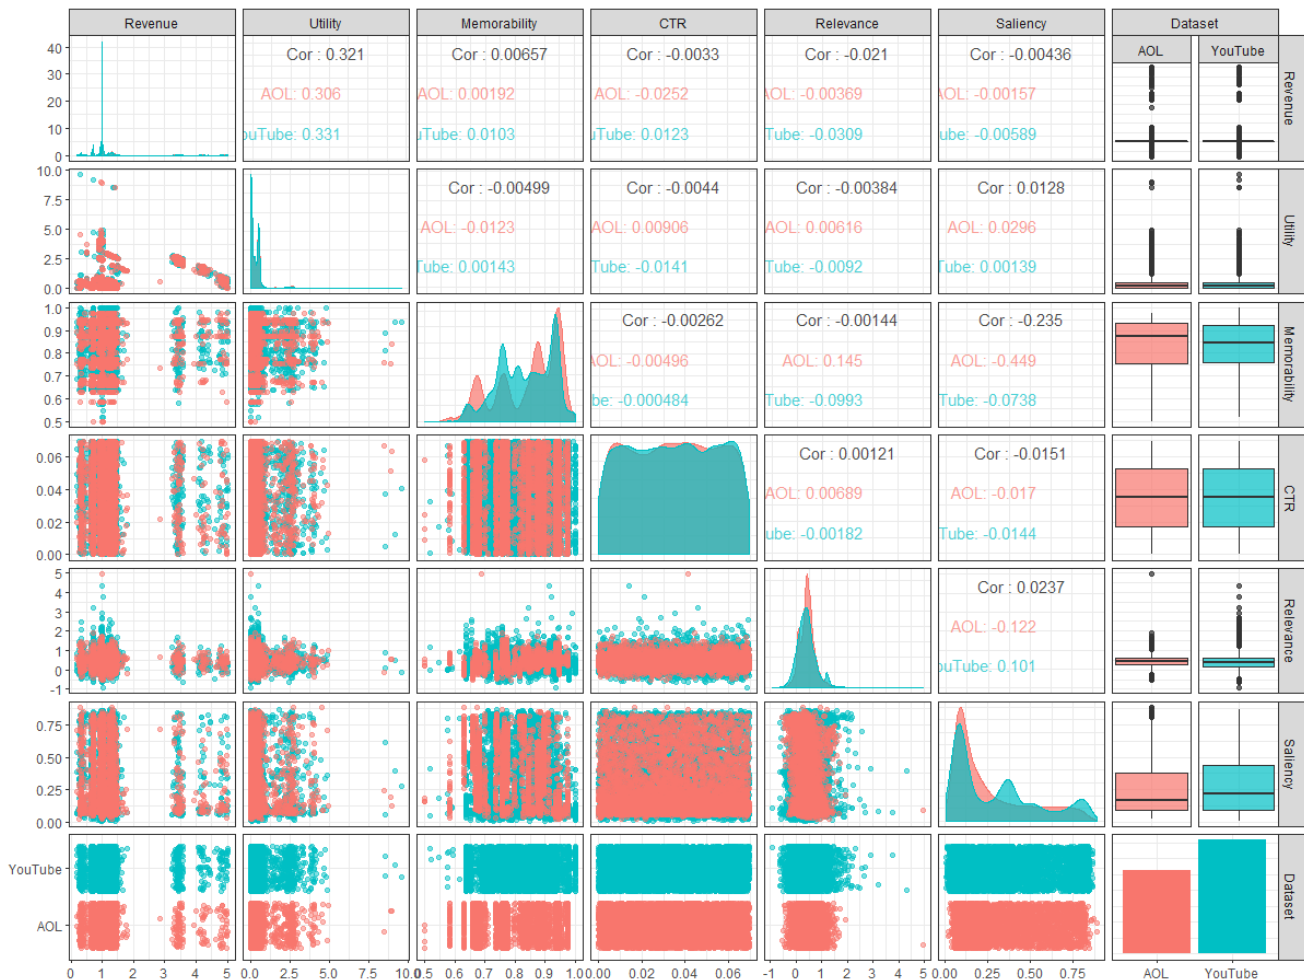 Revenue Utility Memorability CTR Relevance Saliency Dataset
AOL YouTube
40
30
20
10
0
Cor : 0.321 Cor : 0.00657 Cor : -0.0033 Cor : -0.021 Cor : -0.00436
AOL: 0.306 AOL: 0.00192 AOL: -0.0252 AOL: -0.00369 AOL: -0.00157
ouTube: 0.331 uTube: 0.0103 uTube: 0.0123 Tube: -0.0309 Tube: -0.00589
Revenue
10.0
7.5
5.0
2.5
0.0
Cor : -0.00499 Cor : -0.0044 Cor : -0.00384 Cor : 0.0128
AOL: -0.0123 AOL: 0.00906 AOL: 0.00616 AOL: 0.0296
Tube: 0.00143 Tube: -0.0141 Tube: -0.0092 Tube: 0.00139
Utility
1.0
0.9
0.8
0.7
0.6
0.5
Cor : -0.00262 Cor : -0.00144 Cor : -0.235
AOL: -0.00496 AOL: 0.145 AOL: -0.449
be: -0.000484 Tube: -0.0993 Tube: -0.0738
Memorability
0.06
0.04
0.02
0.00
Cor : 0.00121 Cor : -0.0151
AOL: 0.00689 AOL: -0.017
ube: -0.00182 Tube: -0.0144
CTR
5
4
3
2
1
0
-1
Cor : 0.0237
AOL: -0.122
ouTube: 0.101
Relevance
0.75
0.50
0.25
0.00
Saliency
YouTube
AOL
Dataset
0 1 2 3 4 5 0.0 2.5 5.0 7.5 10.0 0.5 0.6 0.7 0.8 0.9 1.0 0.00 0.02 0.04 0.06 -1 0 1 2 3 4 5 0.00 0.25 0.50 0.75 AOL YouTube